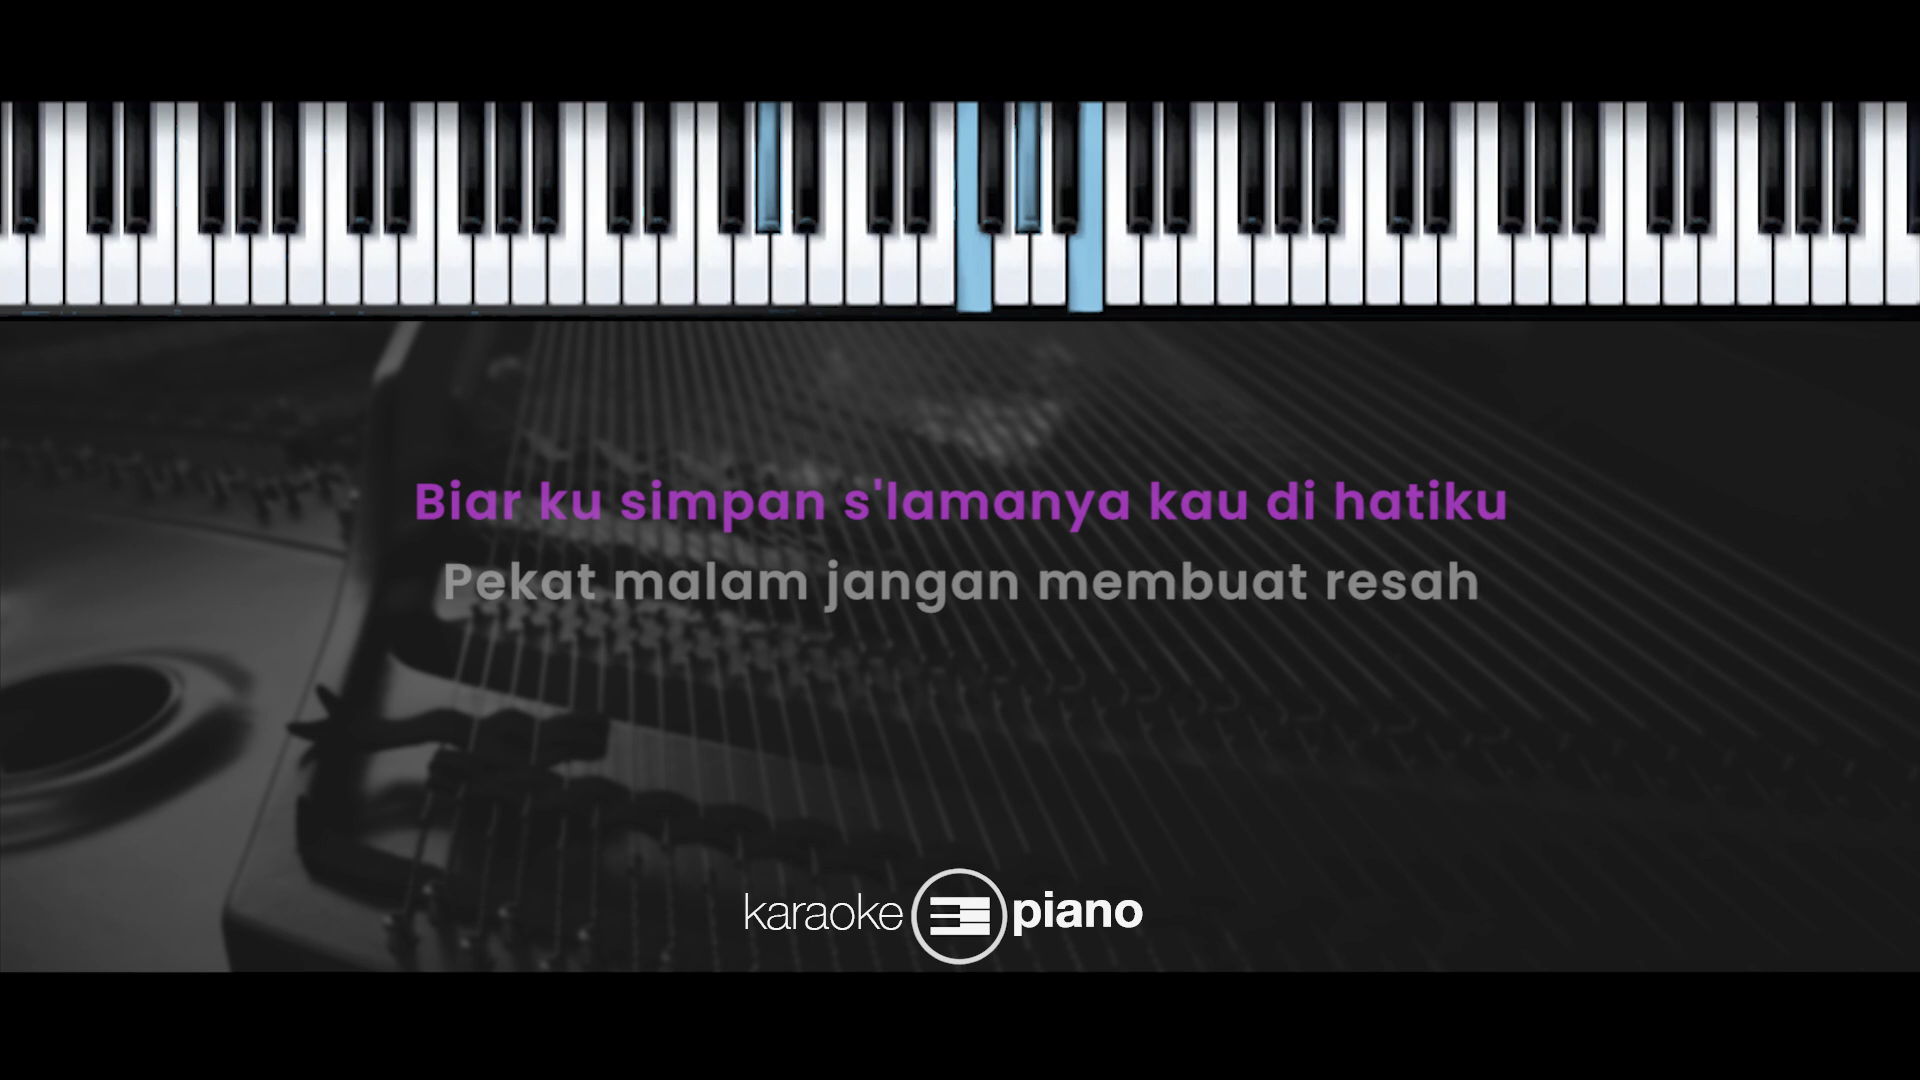 Biar ku simpan s'lamanya kau di hatiku
Pekat malam jangan membuat resah
karaoke piano